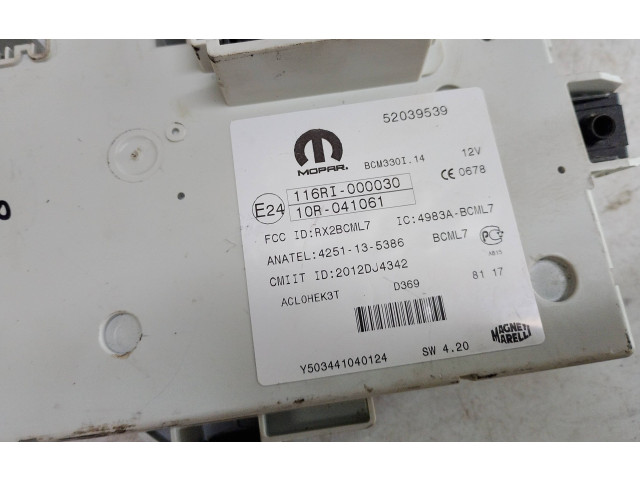 52039539
MOPAR.
BCM330I.14 12V
E24 116RI-000030 CE 0678
10R-041061
FCC ID:RX2BCML7 IC:4983A-BCML7
ANATEL:4251-13-5386 BCML7
CMIIT ID:2012DJ4342
ACL0HEK3T D369 81 17
Y503441040124 SW 4.20
MAGNETI
MARELLI